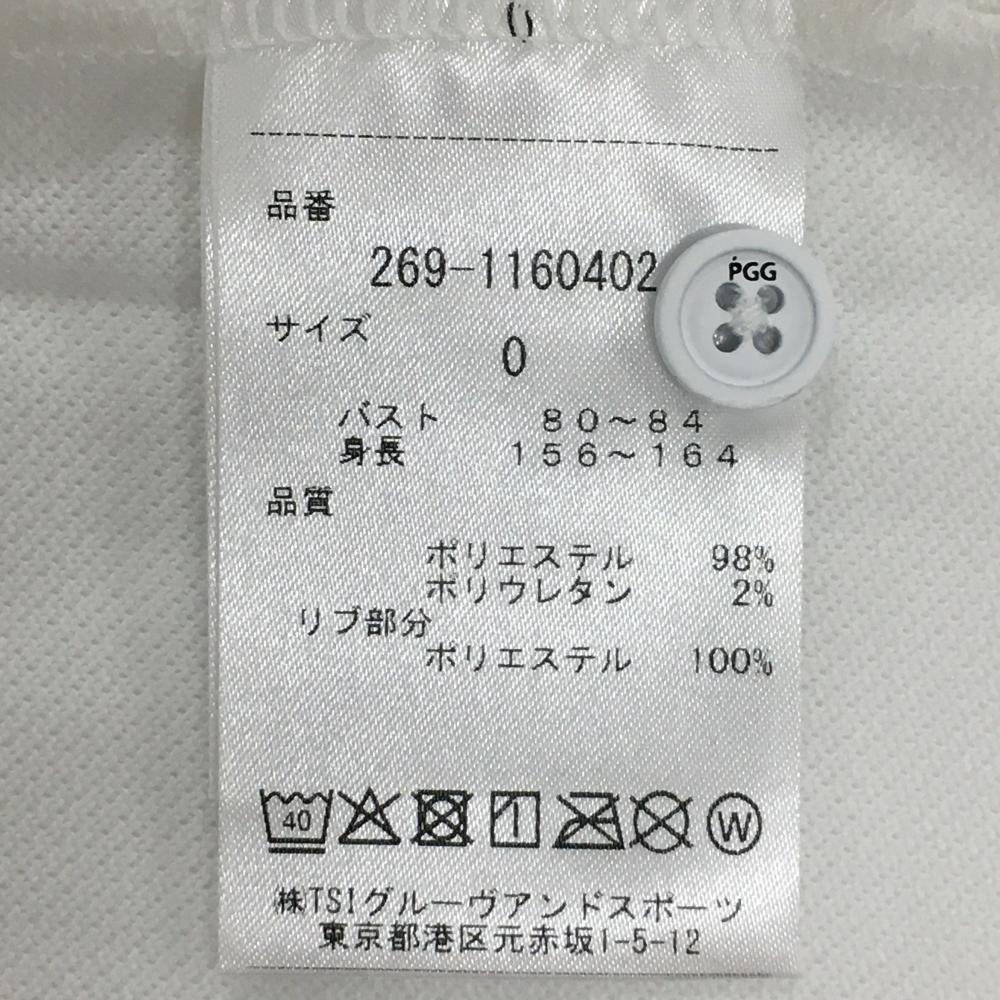 0
品番
269-1160402
PGG
サイズ
0
バスト 80~84
身長 156~164
品質
ポリエステル 98%
ポリウレタン 2%
リブ部分
ポリエステル 100%
40 1 W
㈱TSIグルーヴアンドスポーツ
東京都港区元赤坂1-5-12